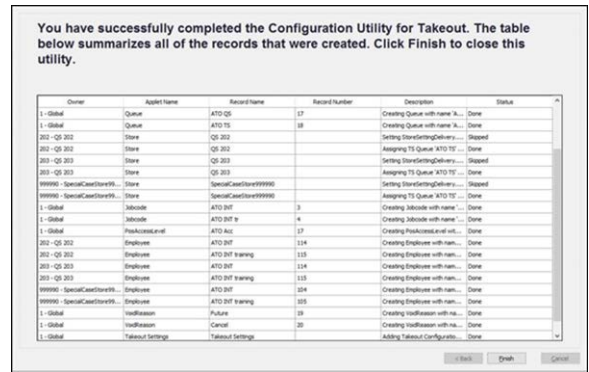 You have successfully completed the Configuration Utility for Takeout. The table
below summarizes all of the records that were created. Click Finish to close this
utility.
Owner Applet Name Record Name Record Number Description Status
1 - Global Queue ATO QS 17 Creating Queue with name 'A... Done
1 - Global Queue ATO TS 18 Creating Queue with name 'A... Done
202 - QS 202 Store QS 202 Setting StoreSettingDelivery.... Skipped
202 - QS 202 Store QS 202 Assigning TS Queue 'ATO TS' ... Done
203 - QS 203 Store QS 203 Setting StoreSettingDelivery.... Skipped
203 - QS 203 Store QS 203 Assigning TS Queue 'ATO TS' ... Done
999990 - SpecialCaseStore99... Store SpecialCaseStore999990 Setting StoreSettingDelivery.... Skipped
999990 - SpecialCaseStore99... Store SpecialCaseStore999990 Assigning TS Queue 'ATO TS' ... Done
1 - Global Jobcode ATO INT 3 Creating Jobcode with name '... Done
1 - Global Jobcode ATO INT tr 4 Creating Jobcode with name '... Done
1 - Global PosAccessLevel ATO Acc 17 Creating PosAccessLevel wit... Done
202 - QS 202 Employee ATO INT 114 Creating Employee with nam... Done
202 - QS 202 Employee ATO INT training 115 Creating Employee with nam... Done
203 - QS 203 Employee ATO INT 114 Creating Employee with nam... Done
203 - QS 203 Employee ATO INT training 115 Creating Employee with nam... Done
999990 - SpecialCaseStore99... Employee ATO INT 104 Creating Employee with nam... Done
999990 - SpecialCaseStore99... Employee ATO INT training 105 Creating Employee with nam... Done
1 - Global VoidReason Future 19 Creating VoidReason with na... Done
1 - Global VoidReason Cancel 20 Creating VoidReason with na... Done
1 - Global Takeout Settings Takeout Settings Adding Takeout Configuratio... Done
< Back Finish Cancel